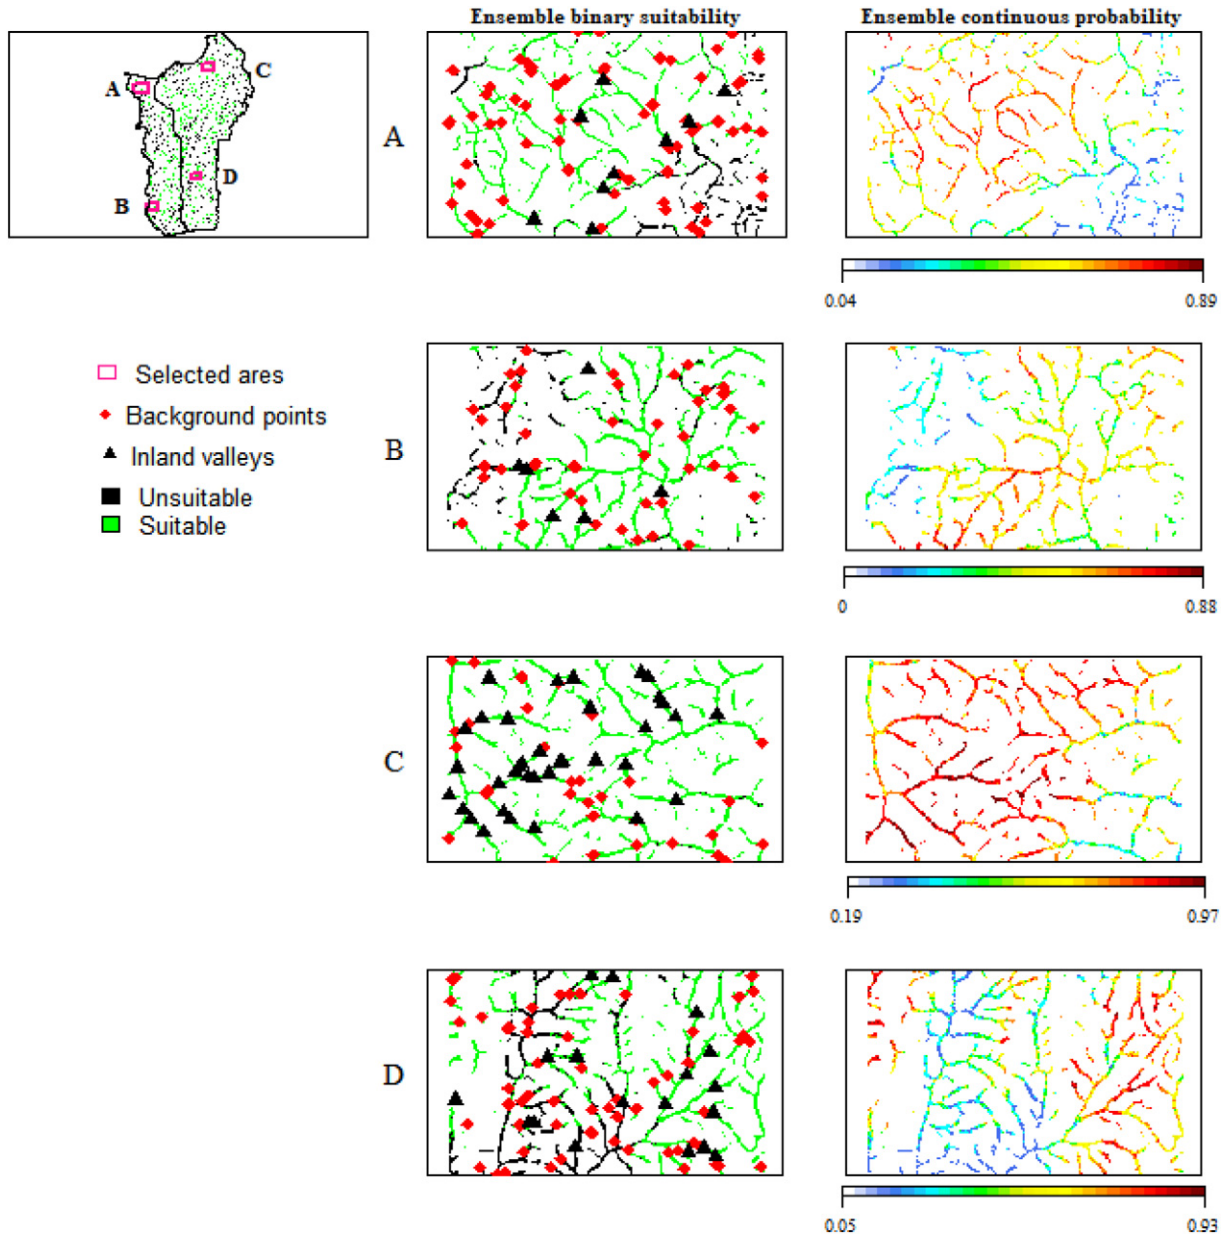 Ensemble binary suitability
Ensemble continuous probability
A
B
C
D
A
0.04
0.89
Selected ares
Background points
Inland valleys
Unsuitable
Suitable
B
0
0.88
C
0.19
0.97
D
0.05
0.93